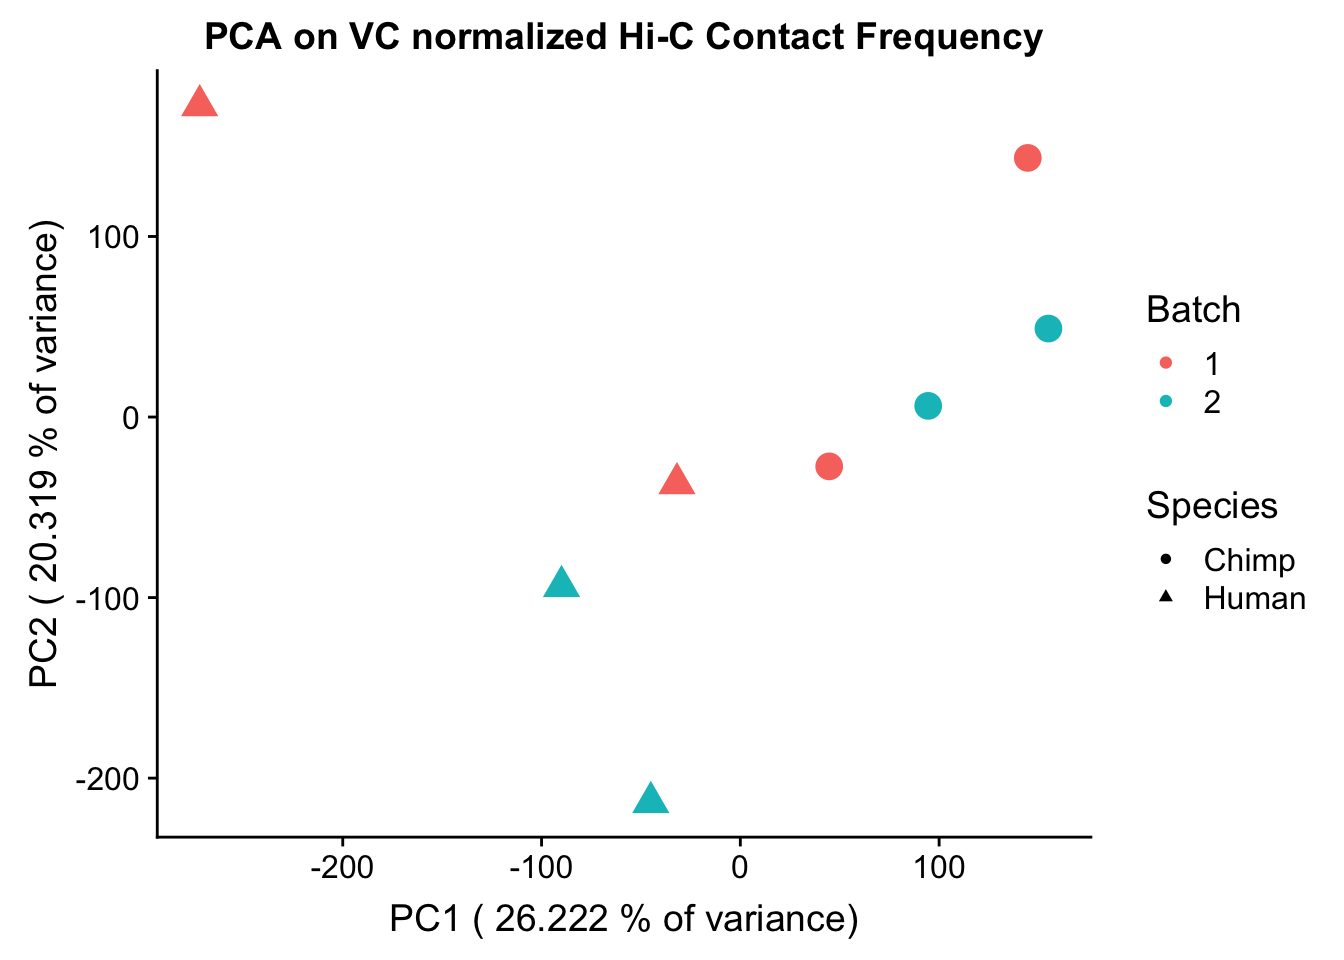 PCA on VC normalized Hi-C Contact Frequency
PC2 ( 20.319 % of variance)
100
0
-100
-200
-200
-100
0
100
PC1 ( 26.222 % of variance)
Batch
1
2
Species
Chimp
Human